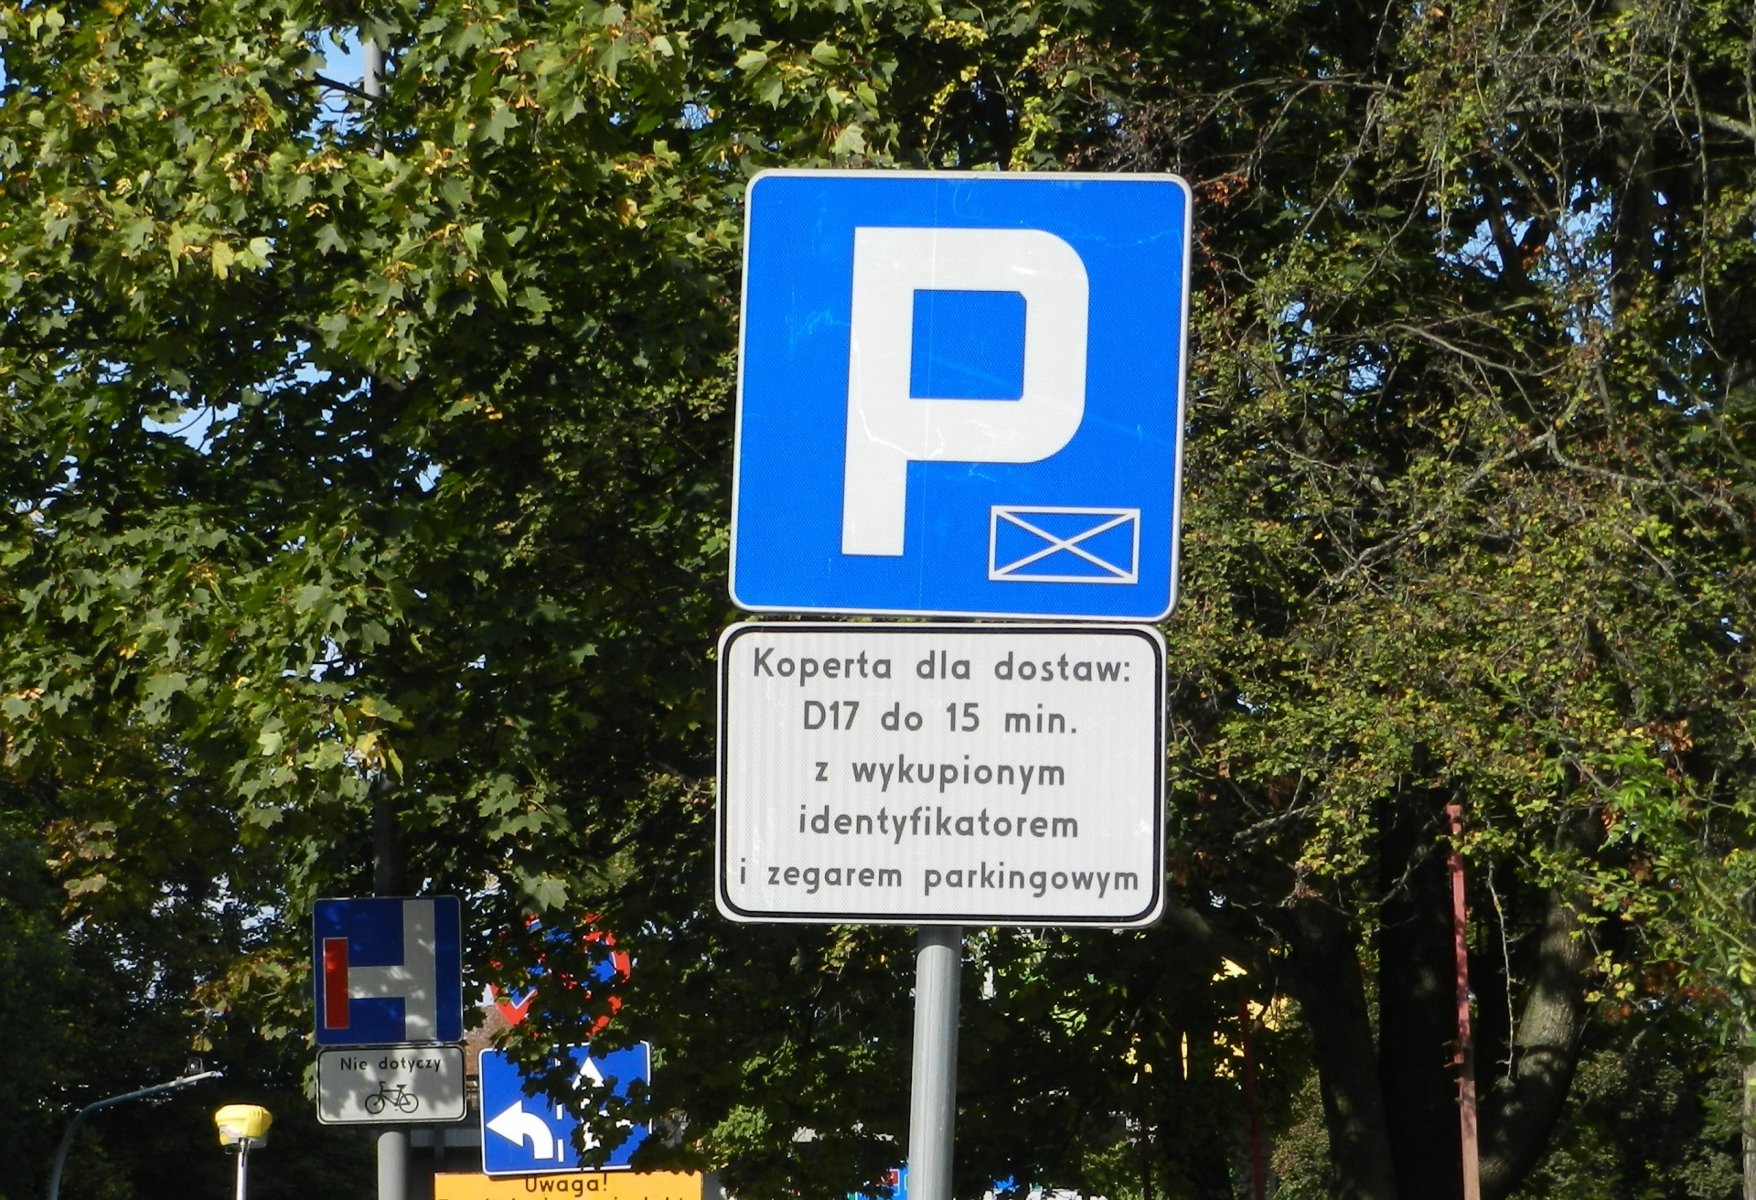 P
Koperta dla dostaw:
D17 do 15 min.
z wykupionym
identyfikatorem
i zegarem parkingowym
Nie dotyczy
Uwaga!